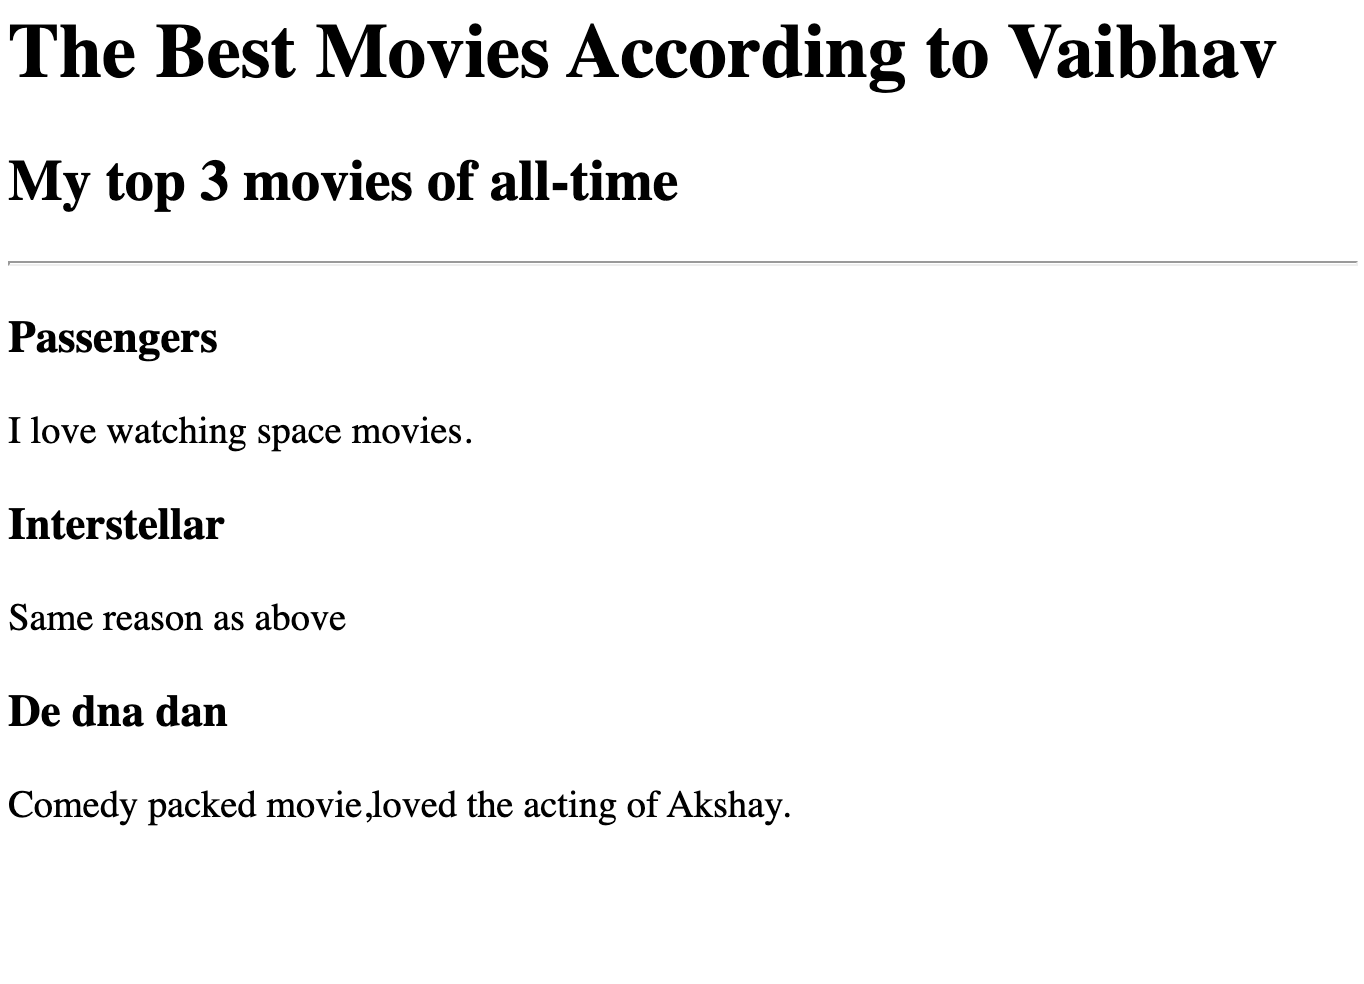 The Best Movies According to Vaibhav
My top 3 movies of all-time
Passengers
I love watching space movies.
Interstellar
Same reason as above
De dna dan
Comedy packed movie,loved the acting of Akshay.